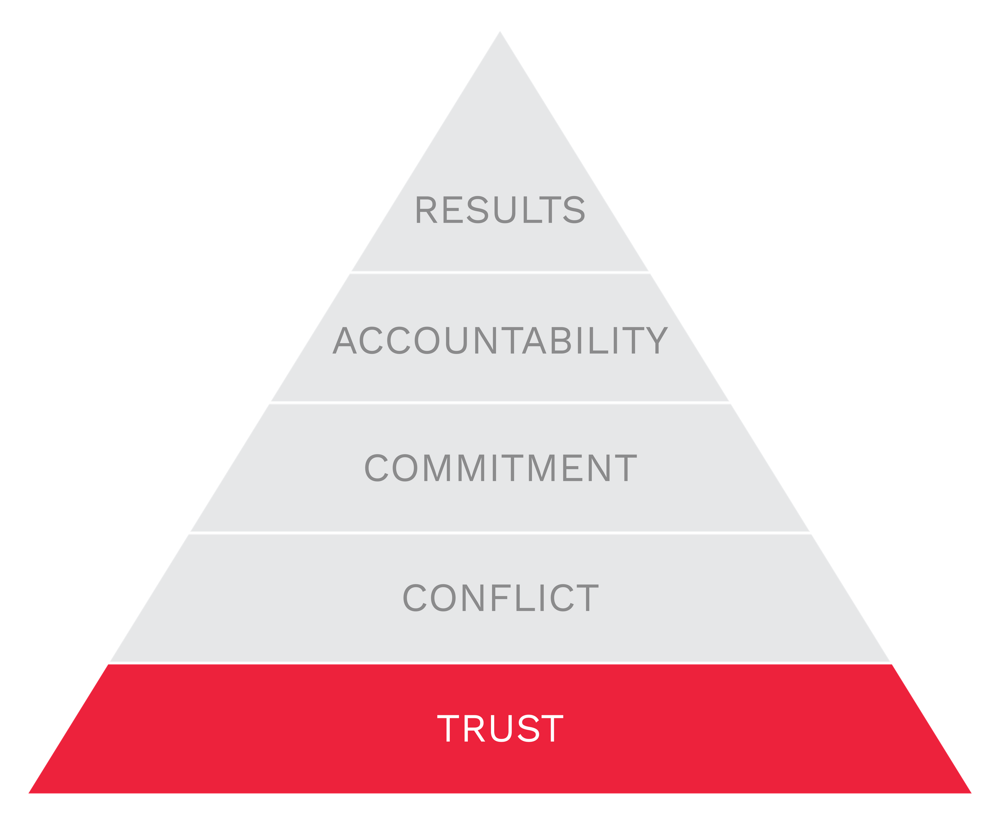 RESULTS
ACCOUNTABILITY
COMMITMENT
CONFLICT
TRUST